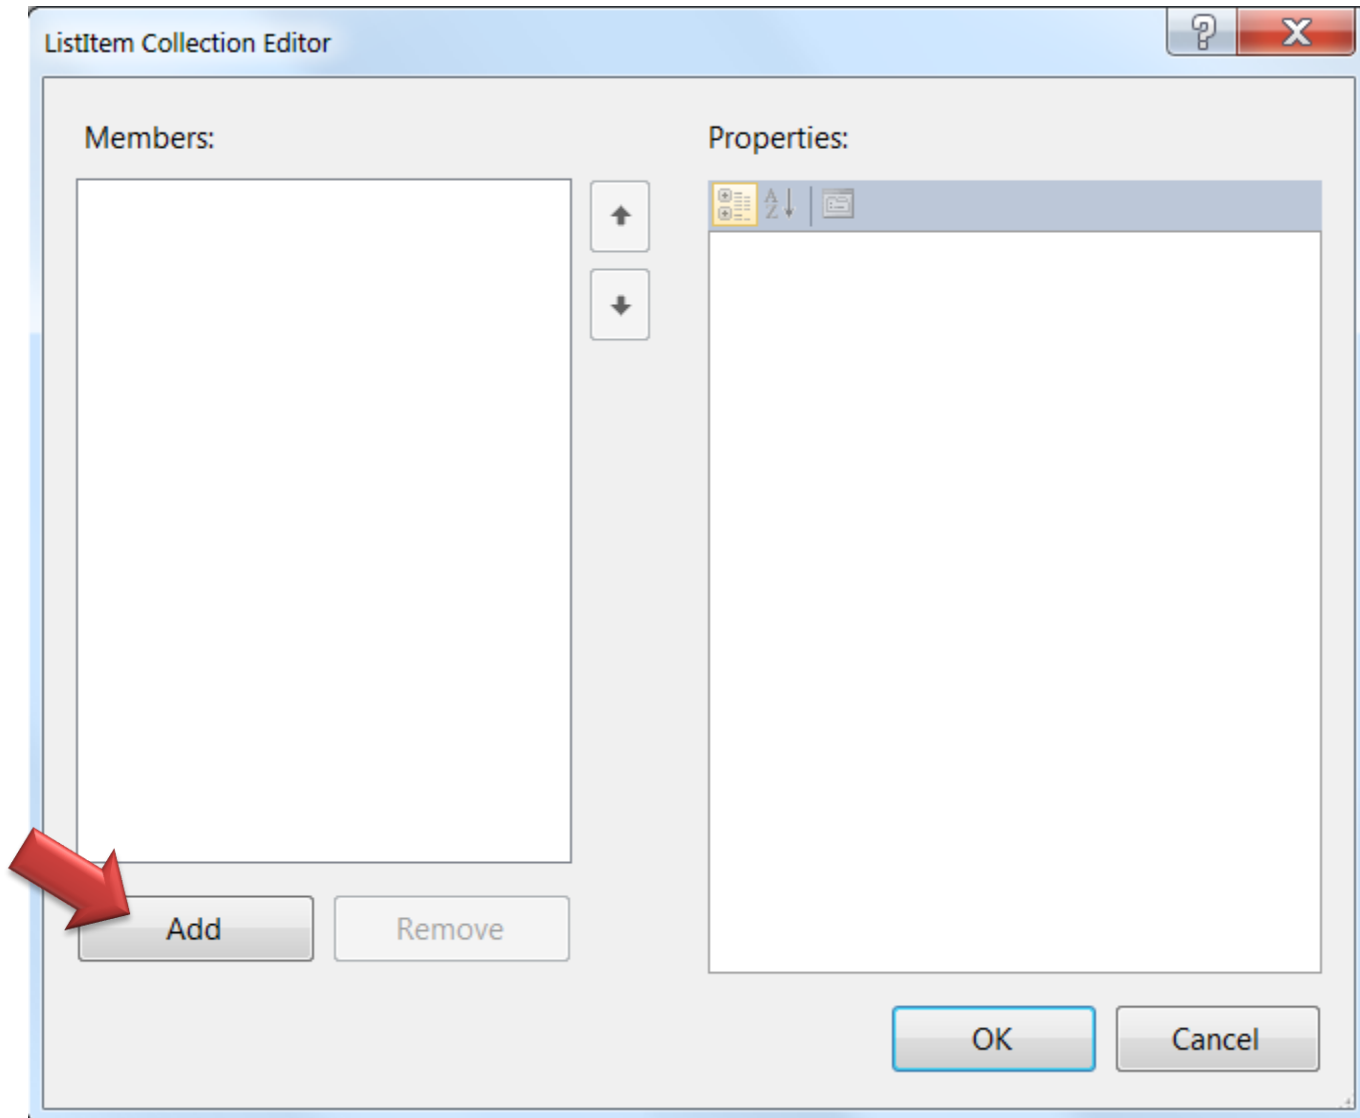 ListItem Collection Editor
Members:
Properties:
A
Z
Add
Remove
OK
Cancel